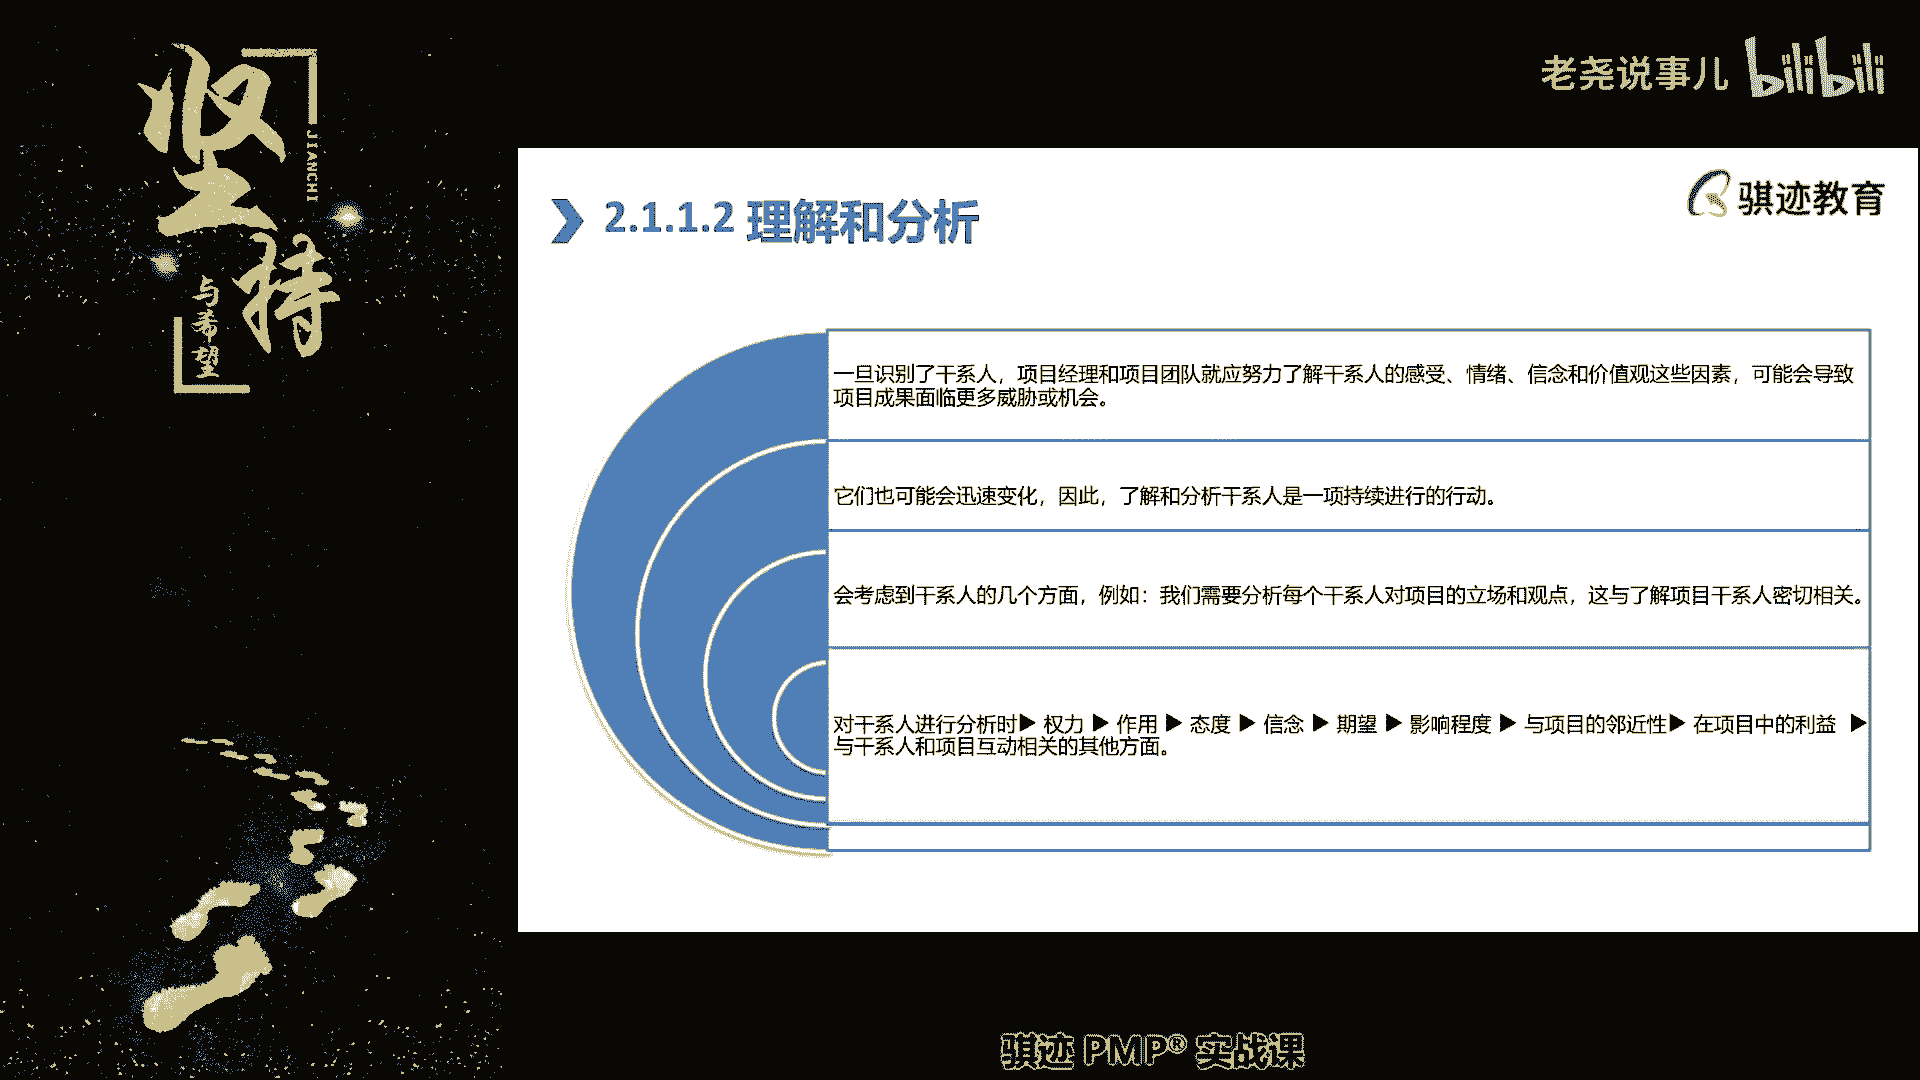 坚持
JIANCHI
与希望
老尧说事儿 bilibili
骐迹教育
2.1.1.2 理解和分析
一旦识别了干系人，项目经理和项目团队就应努力了解干系人的感受、情绪、信念和价值观这些因素，可能会导致
项目成果面临更多威胁或机会。
它们也可能会迅速变化，因此，了解和分析干系人是一项持续进行的行动。
会考虑到干系人的几个方面，例如：我们需要分析每个干系人对项目的立场和观点，这与了解项目干系人密切相关。
对干系人进行分析时▶ 权力 ▶ 作用 ▶ 态度 ▶ 信念 ▶ 期望 ▶ 影响程度 ▶ 与项目的邻近性▶ 在项目中的利益 ▶
与干系人和项目互动相关的其他方面。
骐迹 PMP® 实战课